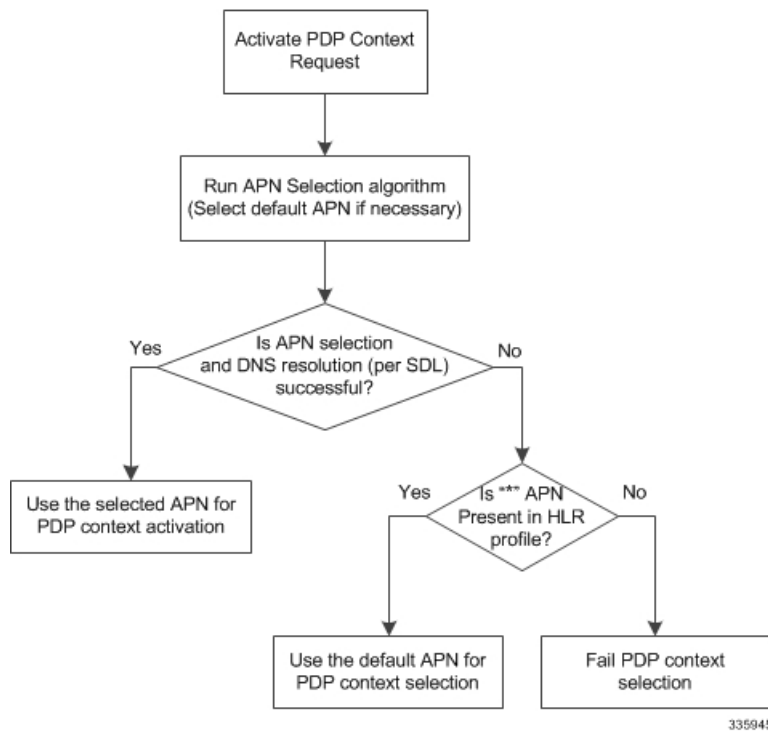 Activate PDP Context
Request
Run APN Selection algorithm
(Select default APN if necessary)
Is APN selection
and DNS resolution (per SDL)
successful?
Yes
No
Use the selected APN for
PDP context activation
Is "*" APN
Present in HLR
profile?
Yes
No
Use the default APN for
PDP context selection
Fail PDP context
selection
335945